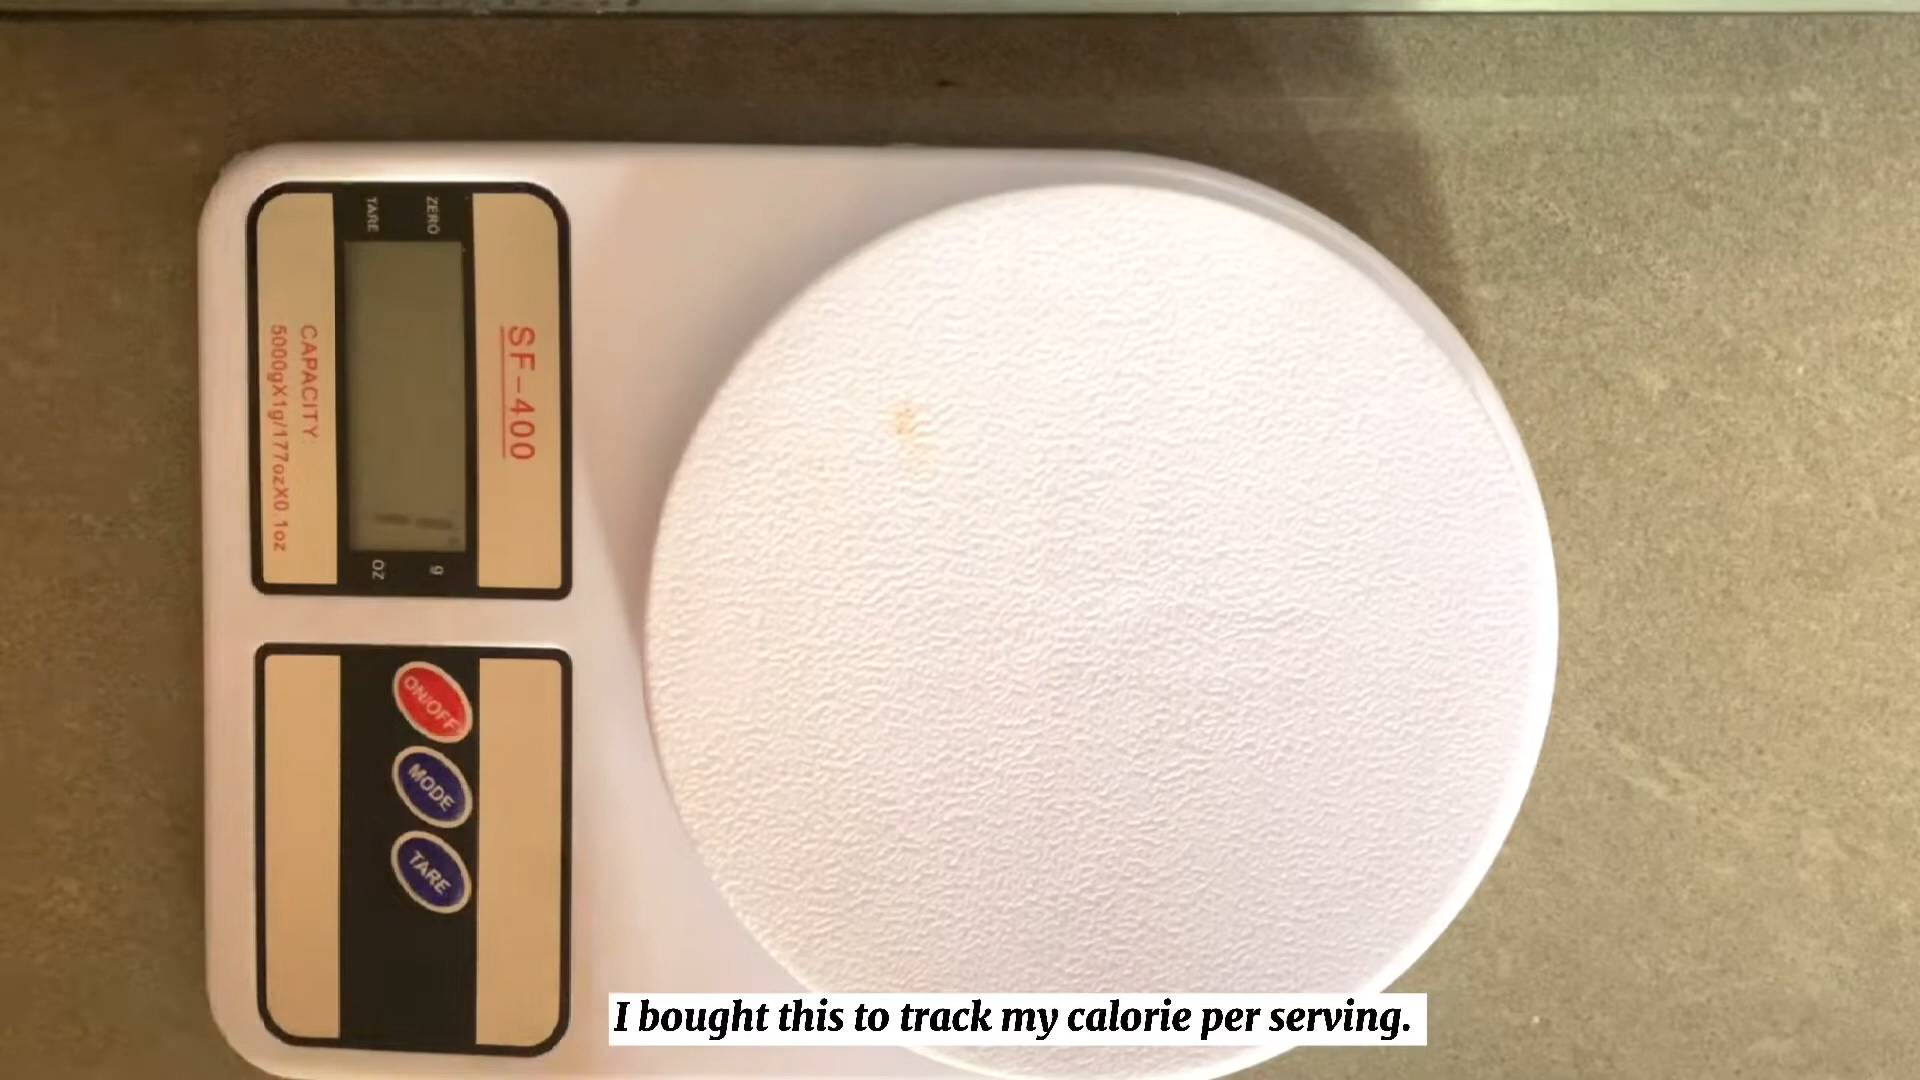 ZERO
TARE
SF-400
CAPACITY:
5000gX1g/177ozX0.1oz
g
OZ
ON/OFF
MODE
TARE
I bought this to track my calorie per serving.